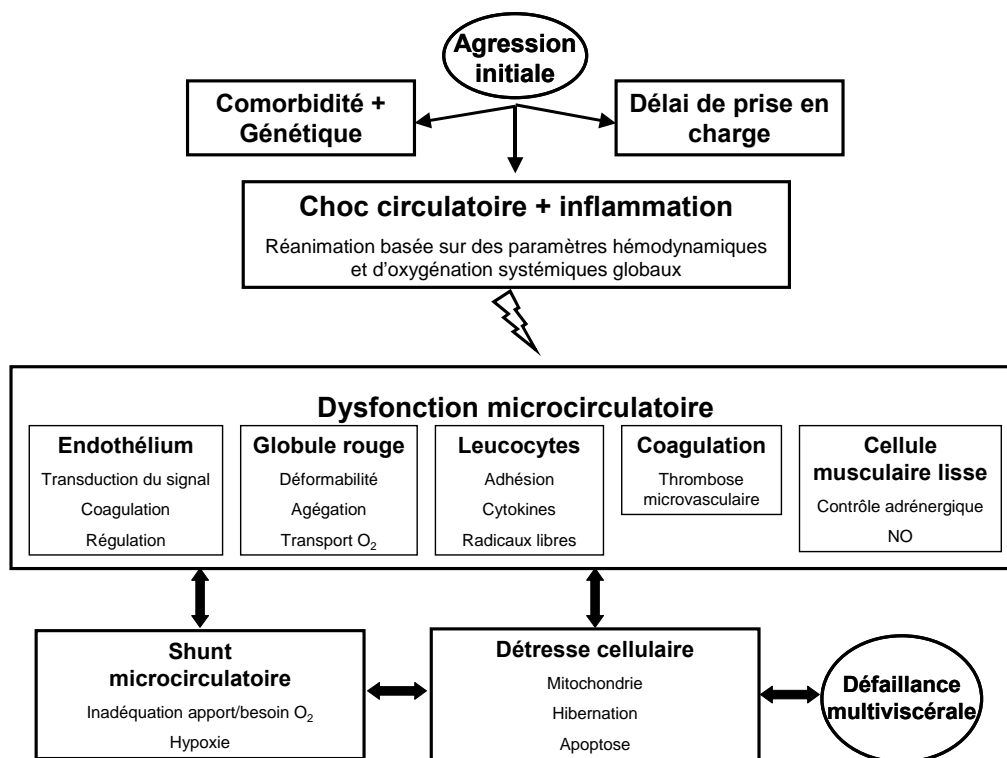 Agression
initiale
Comorbidité +
Génétique
Délai de prise en
charge
Choc circulatoire + inflammation
Réanimation basée sur des paramètres hémodynamiques
et d’oxygénation systémiques globaux
Dysfonction microcirculatoire
Endothélium
Transduction du signal
Coagulation
Régulation
Globule rouge
Déformabilité
Agégation
Transport O₂
Leucocytes
Adhésion
Cytokines
Radicaux libres
Coagulation
Thrombose
microvasculaire
Cellule
musculaire lisse
Contrôle adrénergique
NO
Shunt
microcirculatoire
Inadéquation apport/besoin O₂
Hypoxie
Détresse cellulaire
Mitochondrie
Hibernation
Apoptose
Défaillance
multiviscérale